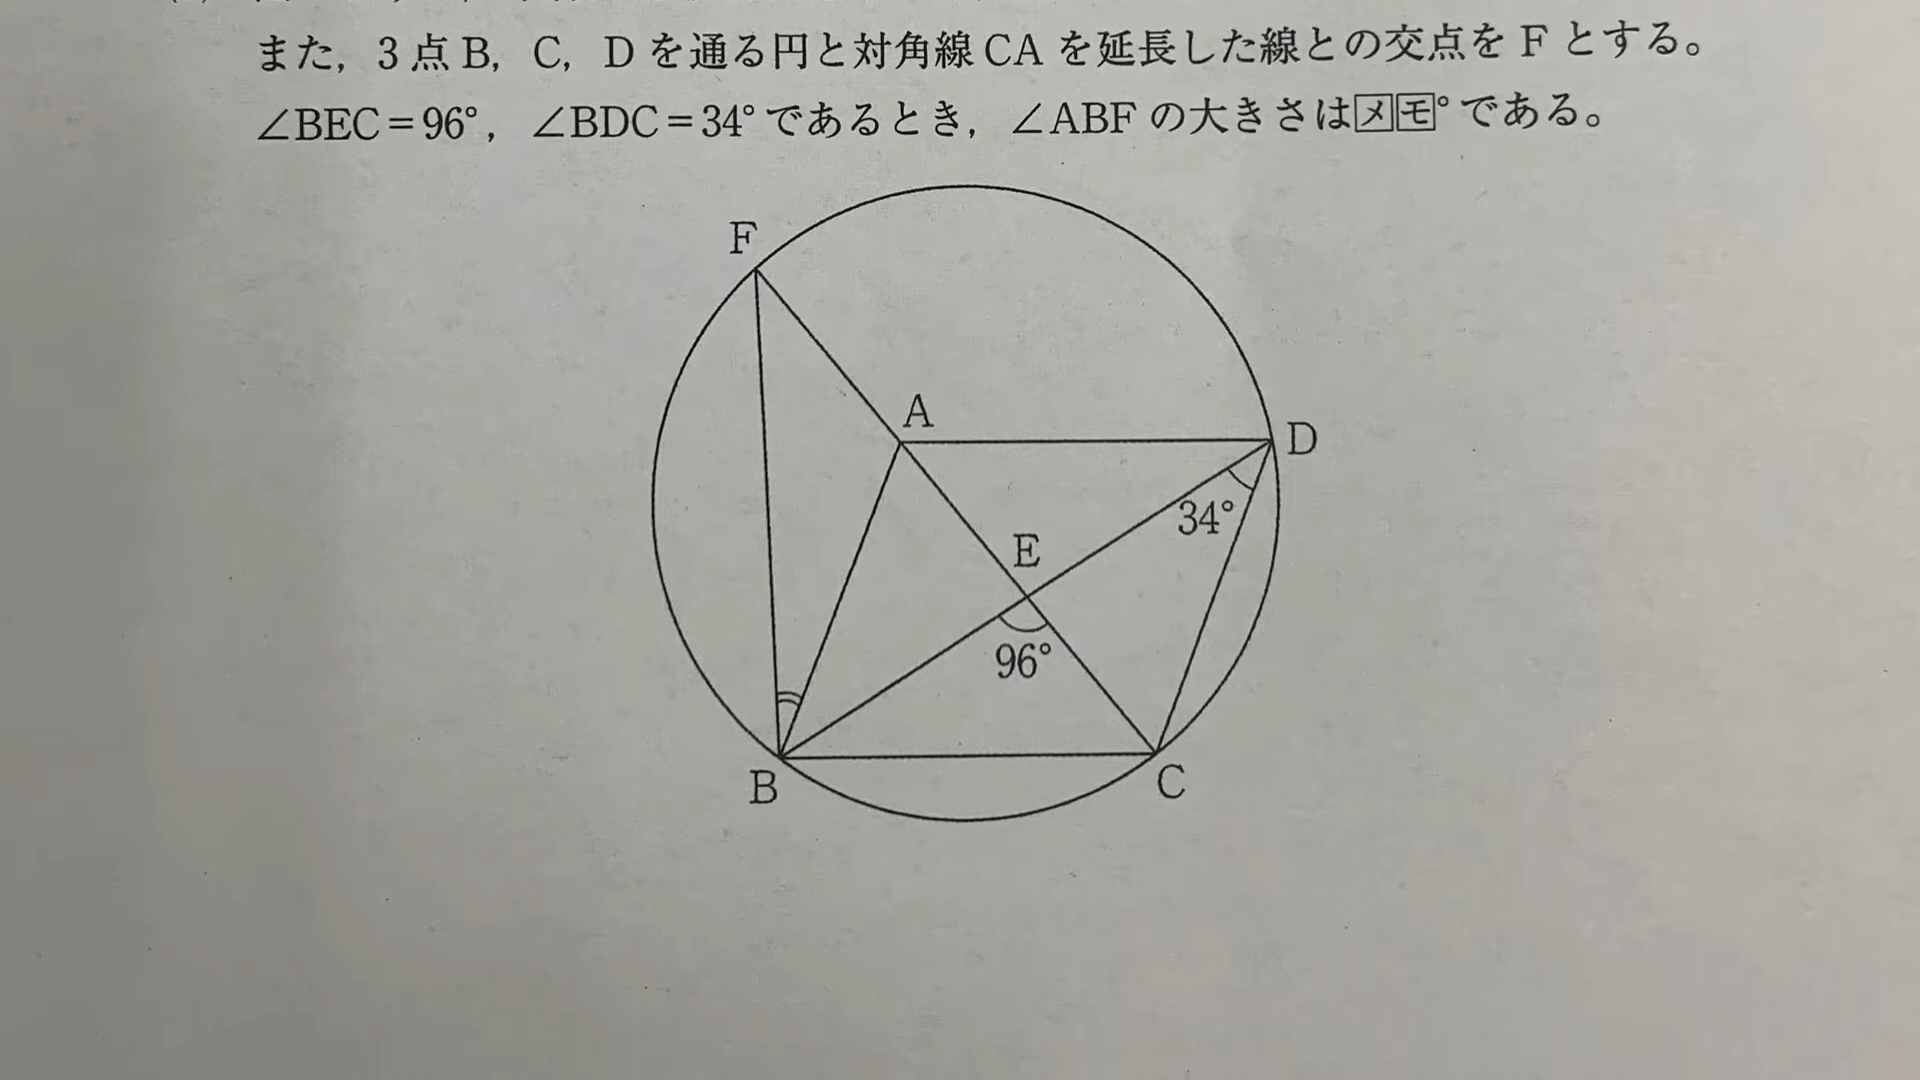 また，3点B，C，Dを通る円と対角線CAを延長した線との交点をFとする。
∠BEC＝96°，∠BDC＝34°であるとき，∠ABFの大きさはメモ°である。
F
A
D
34°
E
96°
B
C